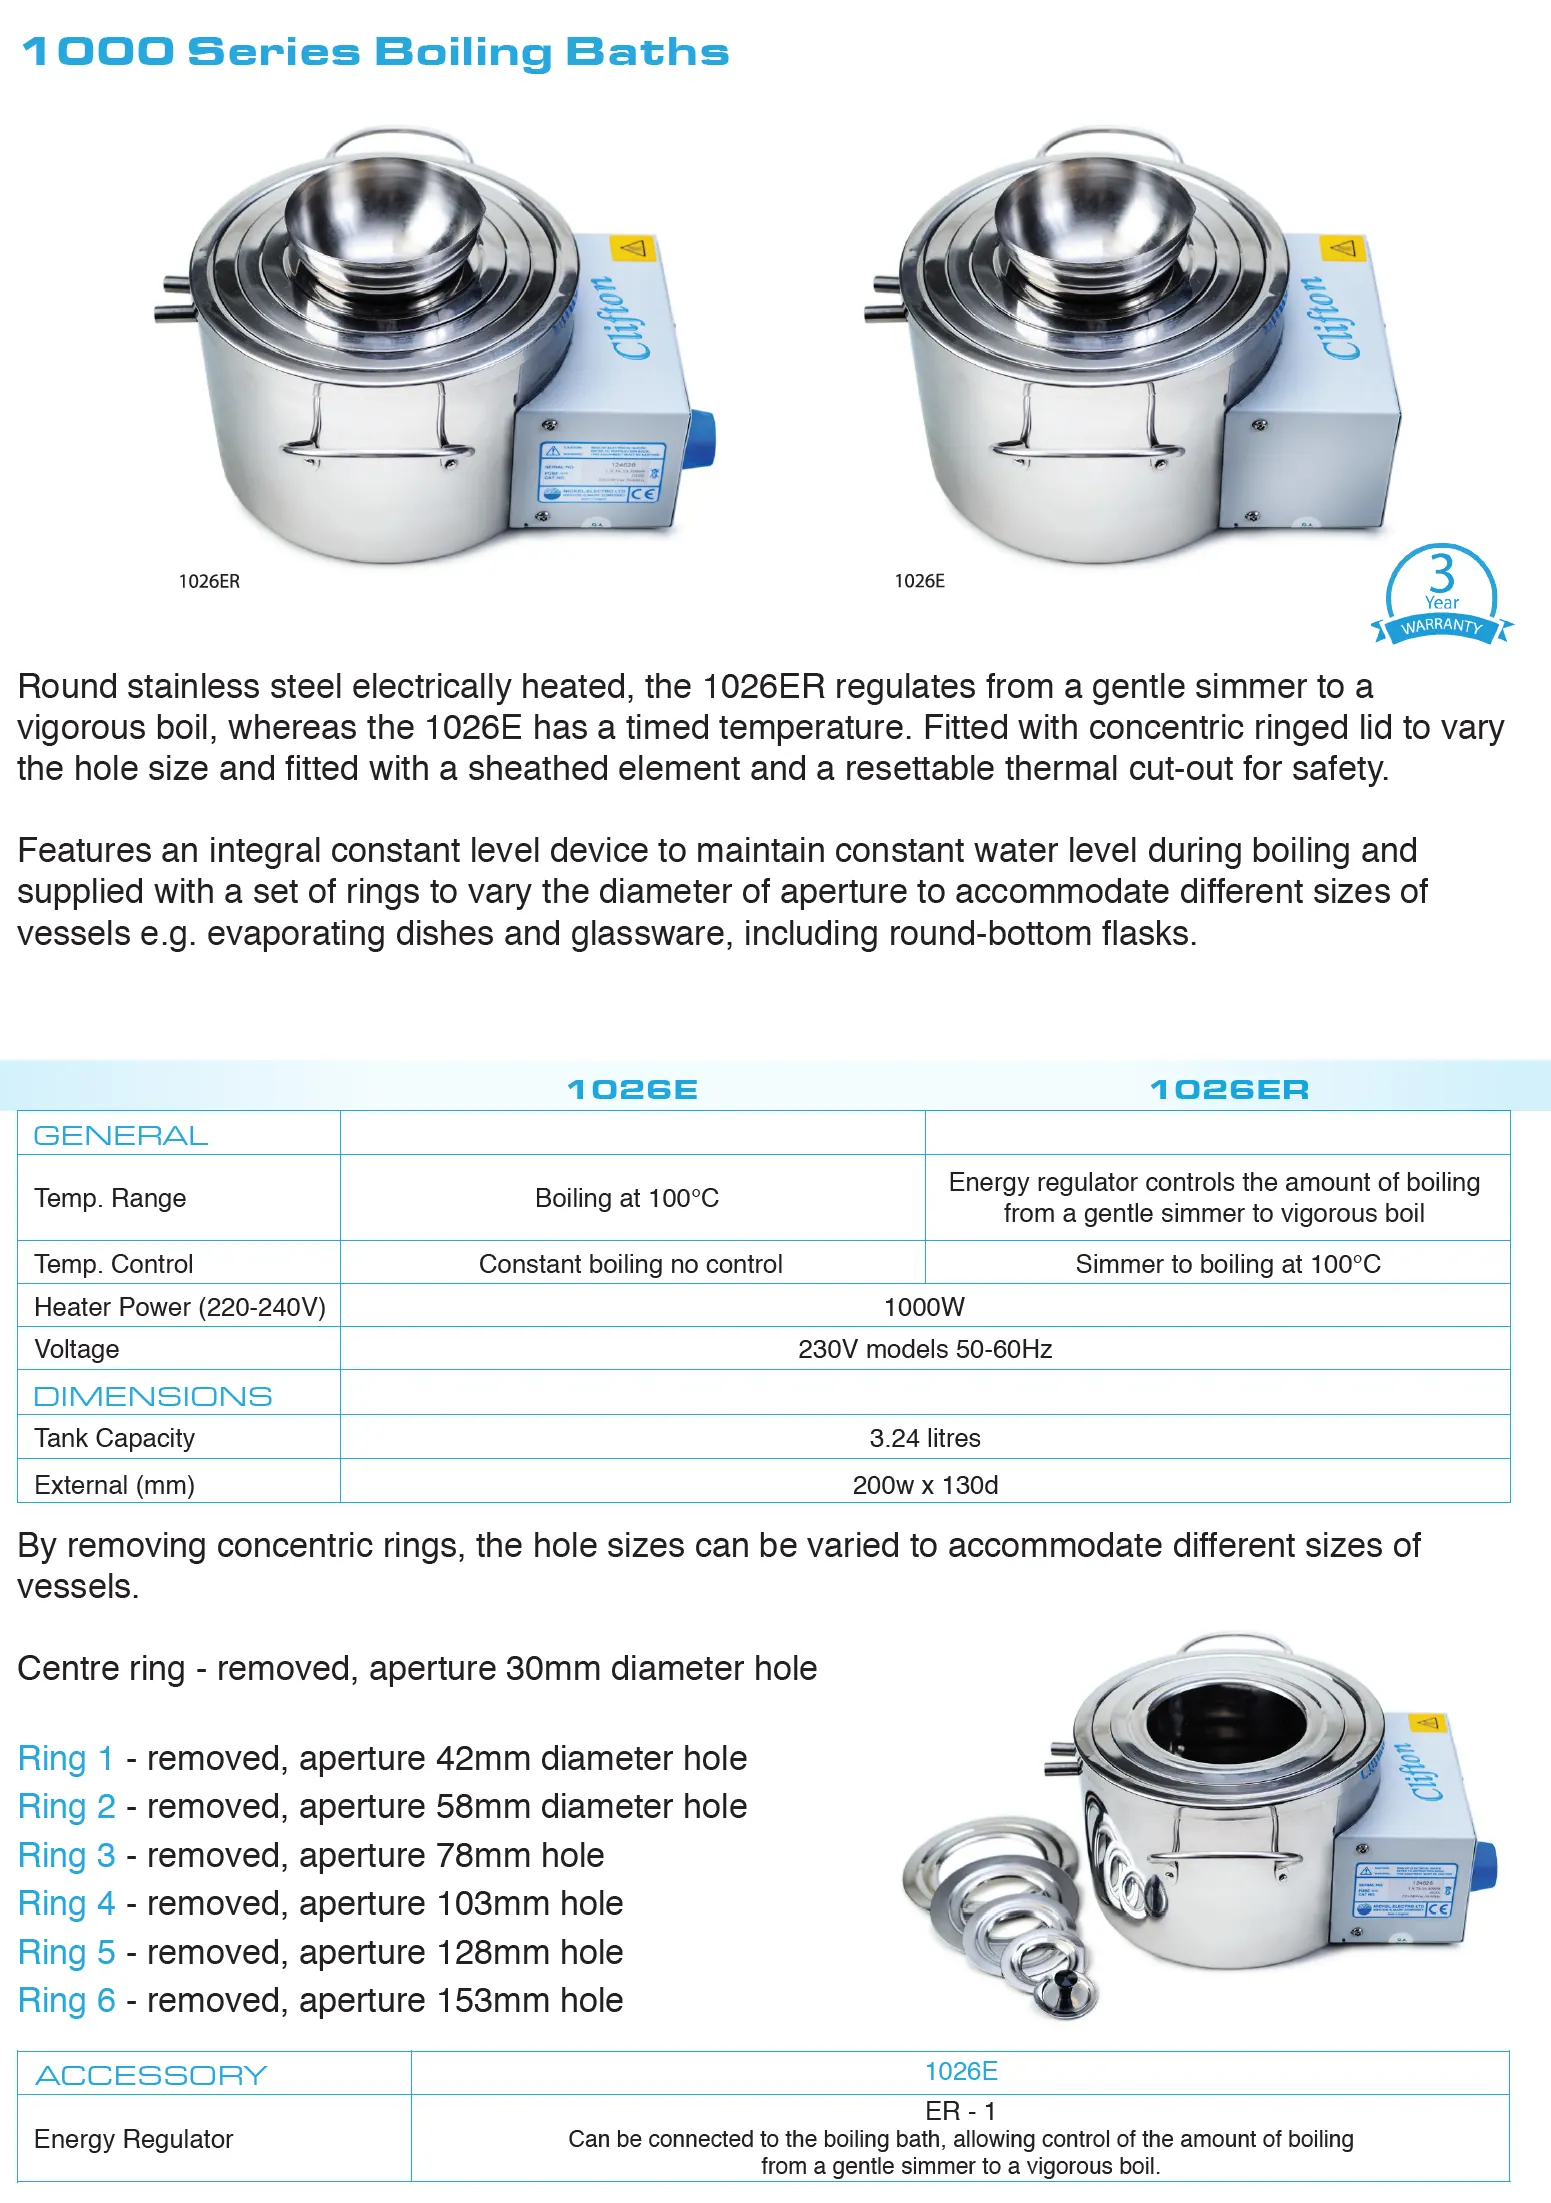 1000 Series Boiling Baths
Clifton
Clifton
124626
NICKEL-ELECTRO LTD
CE
1026ER
1026E
3
Year
WARRANTY
Round stainless steel electrically heated, the 1026ER regulates from a gentle simmer to a
vigorous boil, whereas the 1026E has a timed temperature. Fitted with concentric ringed lid to vary
the hole size and fitted with a sheathed element and a resettable thermal cut-out for safety.
Features an integral constant level device to maintain constant water level during boiling and
supplied with a set of rings to vary the diameter of aperture to accommodate different sizes of
vessels e.g. evaporating dishes and glassware, including round-bottom flasks.
1026E 1026ER
GENERAL
Temp. Range Boiling at 100°C Energy regulator controls the amount of boiling
from a gentle simmer to vigorous boil
Temp. Control Constant boiling no control Simmer to boiling at 100°C
Heater Power (220-240V) 1000W
Voltage 230V models 50-60Hz
DIMENSIONS
Tank Capacity 3.24 litres
External (mm) 200w x 130d
By removing concentric rings, the hole sizes can be varied to accommodate different sizes of
vessels.
Centre ring - removed, aperture 30mm diameter hole
Ring 1 - removed, aperture 42mm diameter hole
Ring 2 - removed, aperture 58mm diameter hole
Ring 3 - removed, aperture 78mm hole
Ring 4 - removed, aperture 103mm hole
Ring 5 - removed, aperture 128mm hole
Ring 6 - removed, aperture 153mm hole
Clifton
124626
NICKEL-ELECTRO LTD
CE
ACCESSORY 1026E
Energy Regulator ER - 1
Can be connected to the boiling bath, allowing control of the amount of boiling
from a gentle simmer to a vigorous boil.